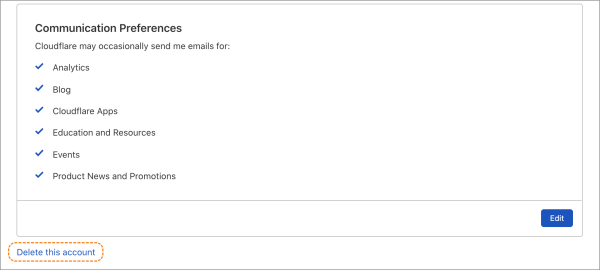 Communication Preferences
Cloudflare may occasionally send me emails for:
Analytics
Blog
Cloudflare Apps
Education and Resources
Events
Product News and Promotions
Edit
Delete this account